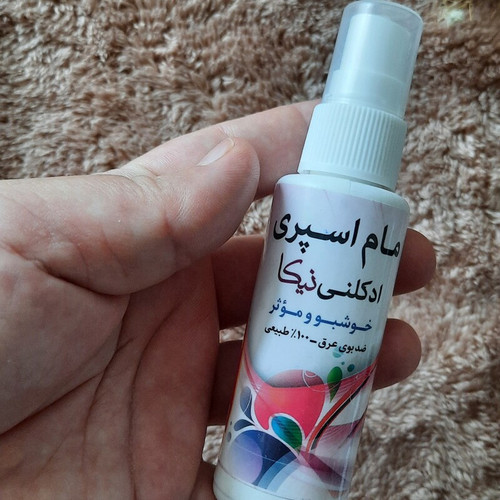 مام اسپری
ادکلنی نیکا
خوشبو و مؤثر
ضد بوی عرق ـ ۱۰۰٪ طبیعی